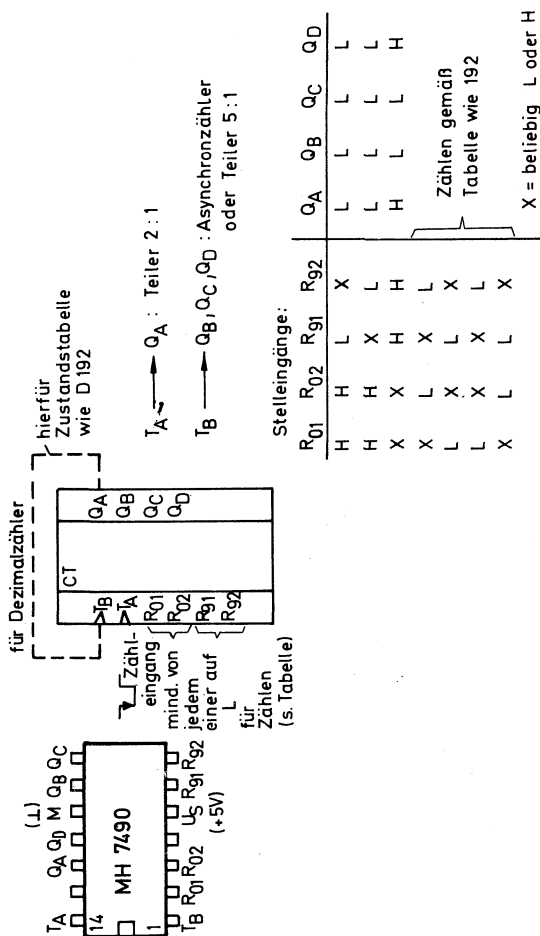 (⊥)
T_A Q_A Q_D M Q_B Q_C
14
MH 7490
1
T_B R_01 R_02 U_S R_91 R_92
(+5V)
für Dezimalzähler
hierfür
Zustandstabelle
wie D 192
CT
T_B
T_A
R_01
R_02
R_91
R_92
Q_A
Q_B
Q_C
Q_D
Zähl-
eingang
mind. von
jedem
einer auf
L
für
Zählen
(s. Tabelle)
T_A → Q_A : Teiler 2:1
T_B → Q_B, Q_C, Q_D : Asynchronzähler
oder Teiler 5:1
Stelleingänge:
R_01 R_02 R_91 R_92 Q_A Q_B Q_C Q_D
H H L X L L L L
H H X L L L L L
X X H H H L L H
X L X L
L X L X
L X X L
X L L X
Zählen gemäß
Tabelle wie 192
X = beliebig L oder H